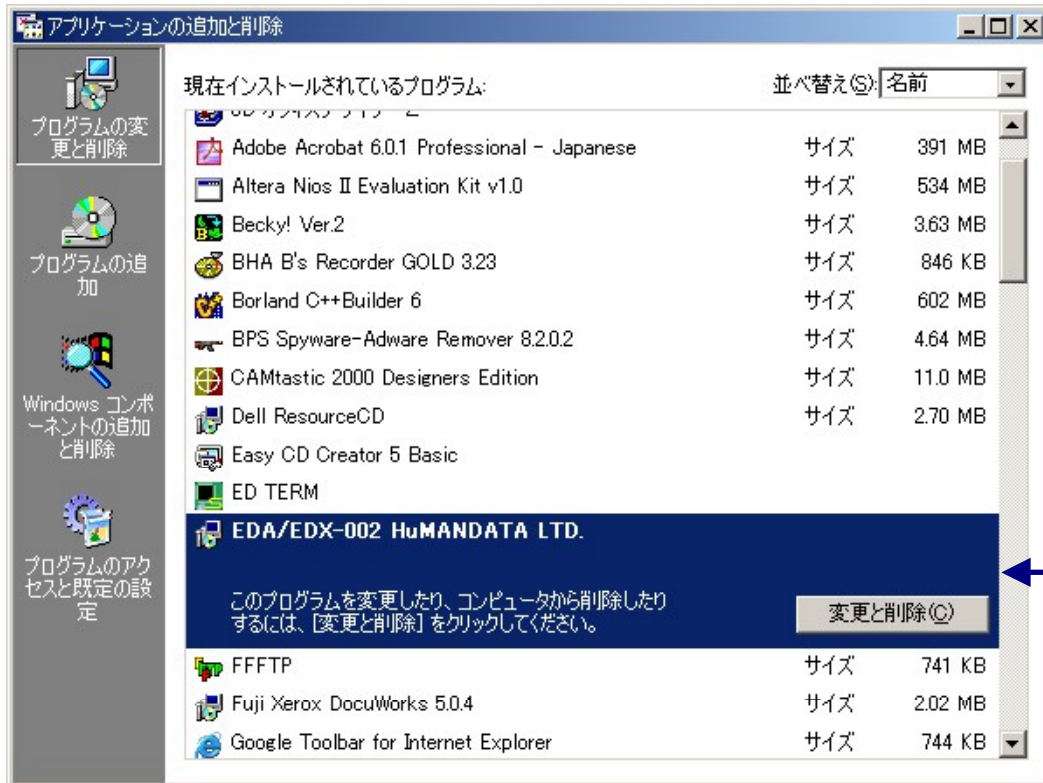 アプリケーションの追加と削除
プログラムの変
更と削除
プログラムの追
加
Windows コンポ
ーネントの追加
と削除
プログラムのアク
セスと既定の設
定
現在インストールされているプログラム:
並べ替え(S): 名前
Adobe Acrobat 6.0.1 Professional - Japanese サイズ 391 MB
Altera Nios II Evaluation Kit v1.0 サイズ 534 MB
Becky! Ver.2 サイズ 3.63 MB
BHA B's Recorder GOLD 3.23 サイズ 846 KB
Borland C++Builder 6 サイズ 602 MB
BPS Spyware-Adware Remover 8.2.0.2 サイズ 4.64 MB
CAMtastic 2000 Designers Edition サイズ 11.0 MB
Dell ResourceCD サイズ 2.70 MB
Easy CD Creator 5 Basic
ED TERM
EDA/EDX-002 HuMANDATA LTD.
このプログラムを変更したり、コンピュータから削除したり
するには、[変更と削除] をクリックしてください。
変更と削除(C)
FFFTP サイズ 741 KB
Fuji Xerox DocuWorks 5.0.4 サイズ 2.02 MB
Google Toolbar for Internet Explorer サイズ 744 KB